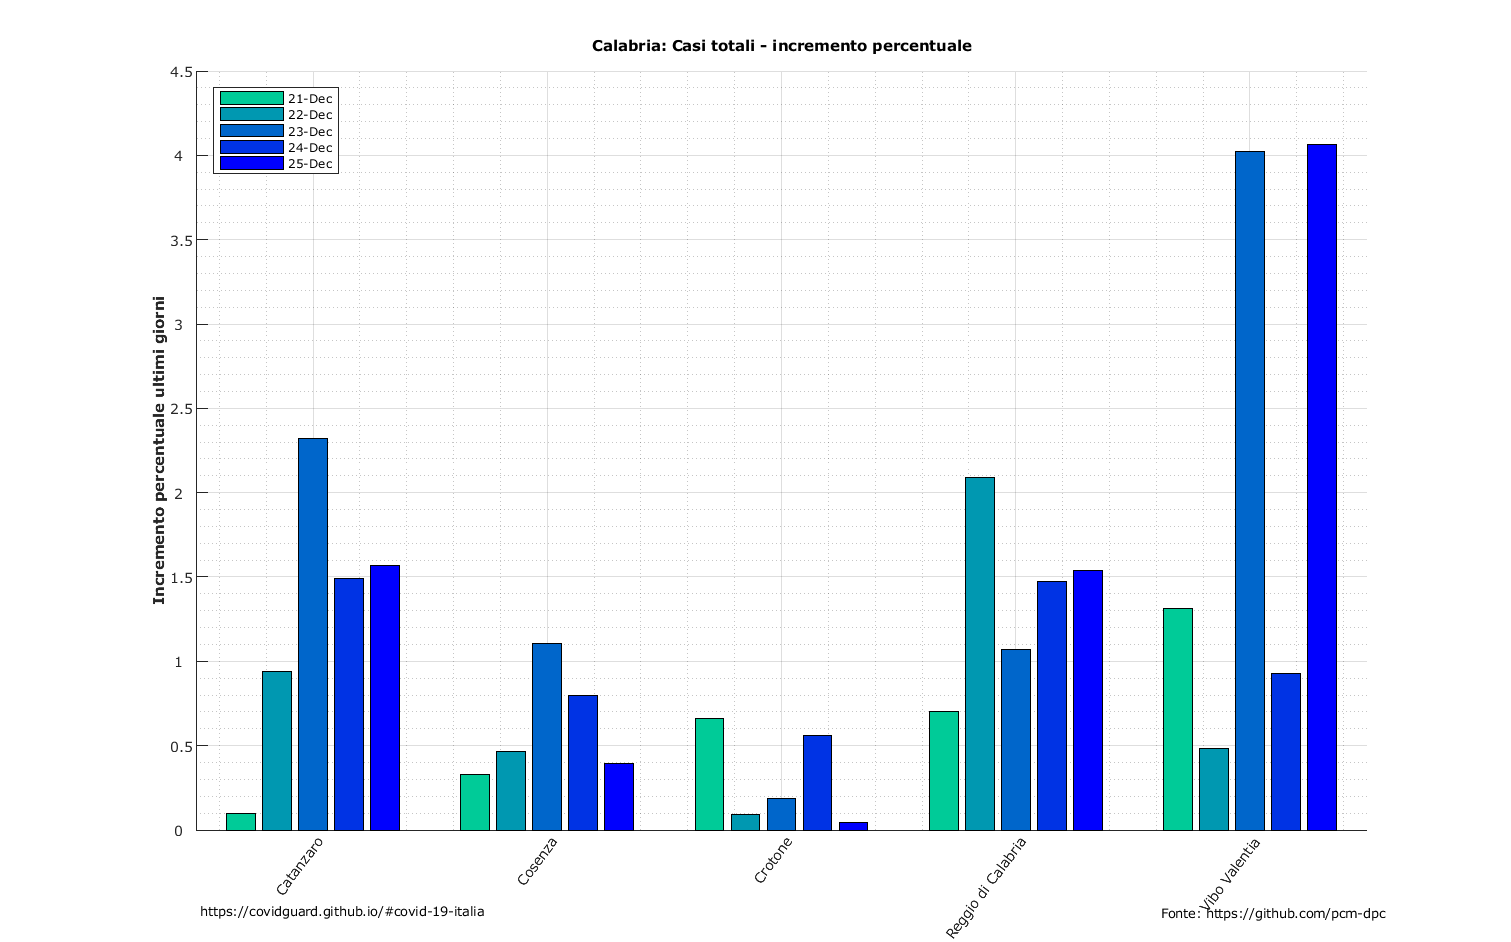 Calabria: Casi totali - incremento percentuale
Incremento percentuale ultimi giorni
4.5
4
3.5
3
2.5
2
1.5
1
0.5
0
21-Dec
22-Dec
23-Dec
24-Dec
25-Dec
Catanzaro
Cosenza
Crotone
Reggio di Calabria
Vibo Valentia
https://covidguard.github.io/#covid-19-italia
Fonte: https://github.com/pcm-dpc